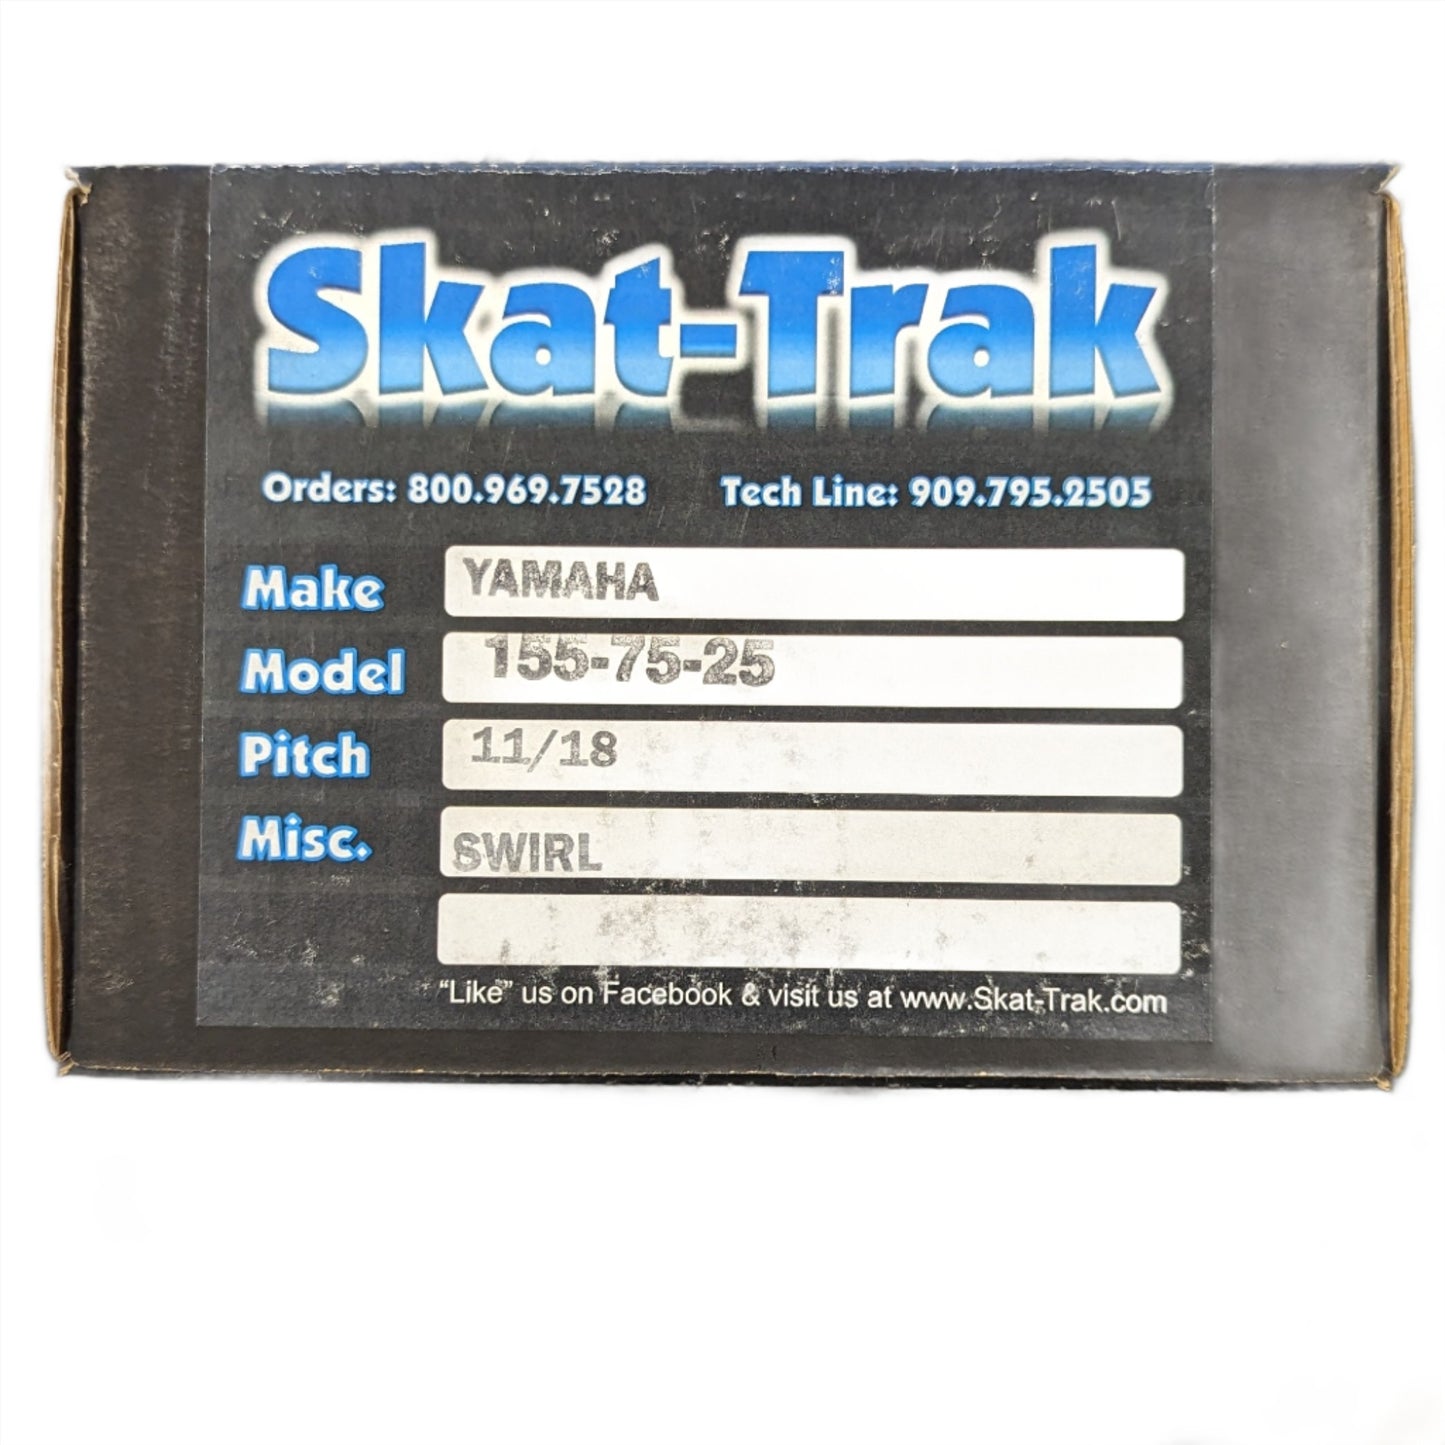 Skat-Trak
Orders: 800.969.7528 Tech Line: 909.795.2505
Make YAMAHA
Model 155-75-25
Pitch 11/18
Misc. SWIRL
“Like” us on Facebook & visit us at www.Skat-Trak.com